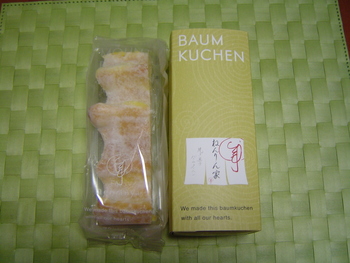 BAUM
KUCHEN
ねんりん家
We made this baumkuchen
with all our hearts.